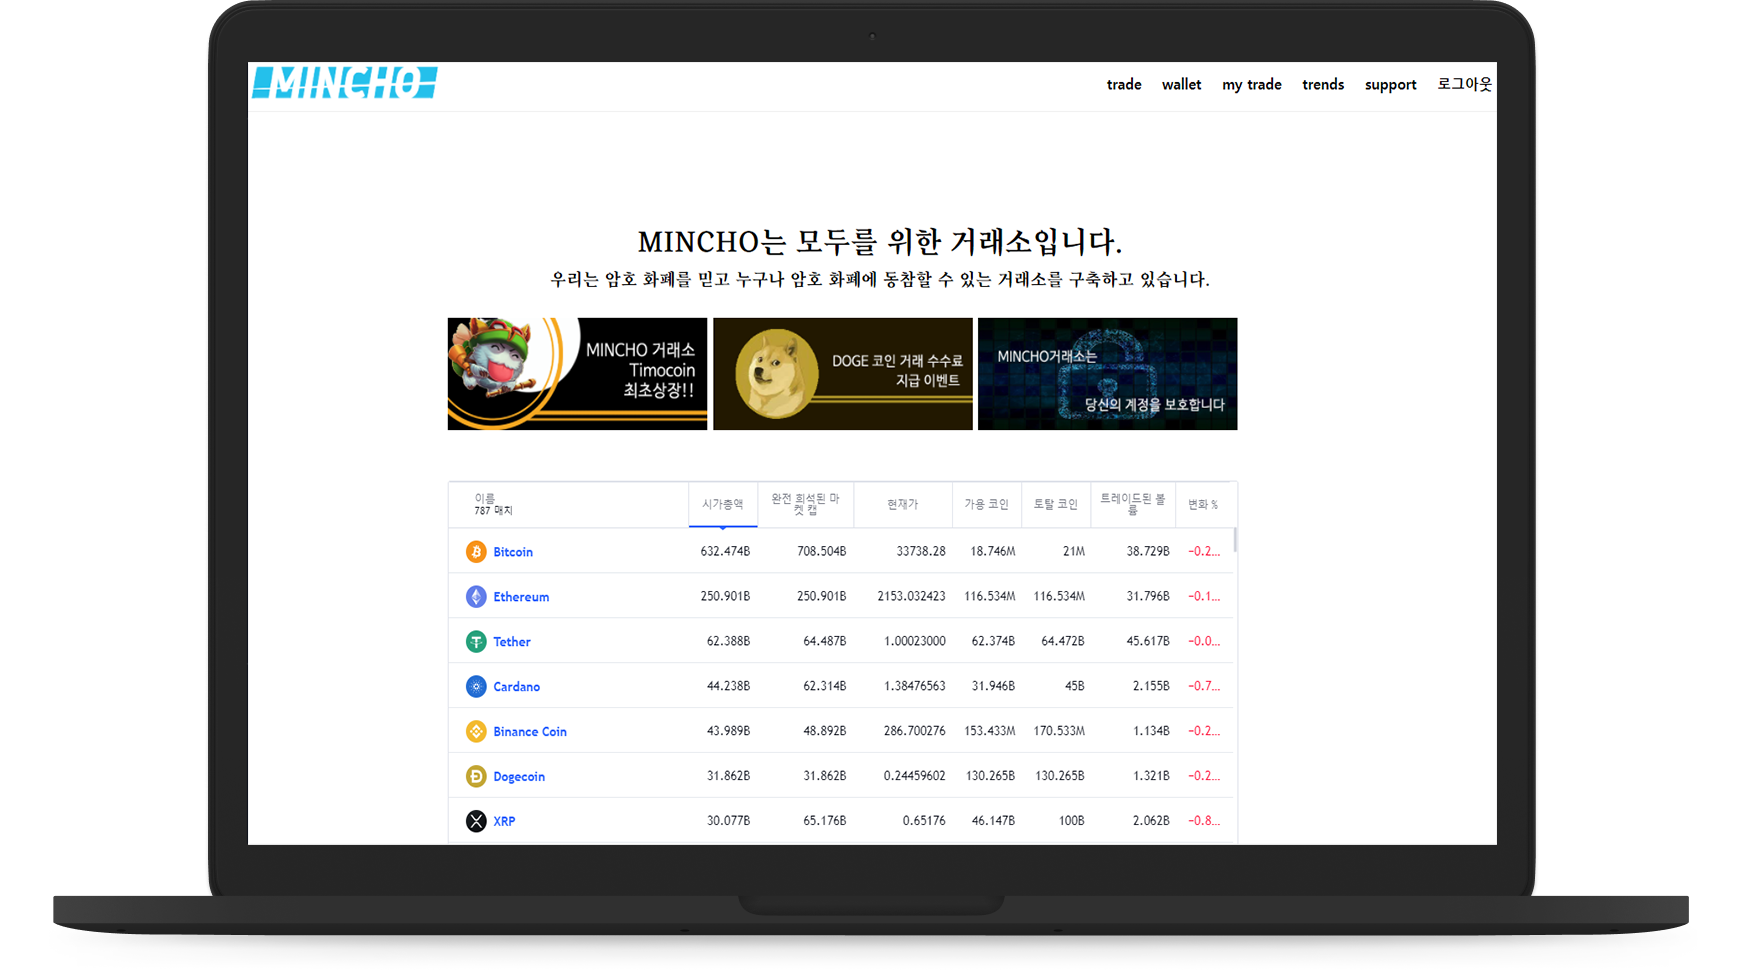 MINCHO
trade wallet my trade trends support 로그아웃
MINCHO는 모두를 위한 거래소입니다.
우리는 암호 화폐를 믿고 누구나 암호 화폐에 동참할 수 있는 거래소를 구축하고 있습니다.
MINCHO 거래소
Timocoin
최초상장!!
DOGE 코인 거래 수수료
지급 이벤트
MINCHO거래소는
당신의 계정을 보호합니다
이름
787 매치
시가총액
완전 희석된 마
켓 캡
현재가
가용 코인
토탈 코인
트레이드된 볼
륨
변화 %
Bitcoin 632.474B 708.504B 33738.28 18.746M 21M 38.729B −0.2...
Ethereum 250.901B 250.901B 2153.032423 116.534M 116.534M 31.796B −0.1...
Tether 62.388B 64.487B 1.00023000 62.374B 64.472B 45.617B −0.0...
Cardano 44.238B 62.314B 1.38476563 31.946B 45B 2.155B −0.7...
Binance Coin 43.989B 48.892B 286.700276 153.433M 170.533M 1.134B −0.2...
Dogecoin 31.862B 31.862B 0.24459602 130.265B 130.265B 1.321B −0.2...
XRP 30.077B 65.176B 0.65176 46.147B 100B 2.062B −0.8...